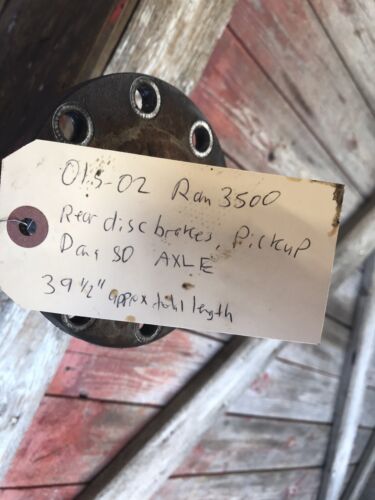 01.5-02 Ram 3500
Rear disc brakes, Pickup
Dana 80 AXLE
39 1/2" approx total length